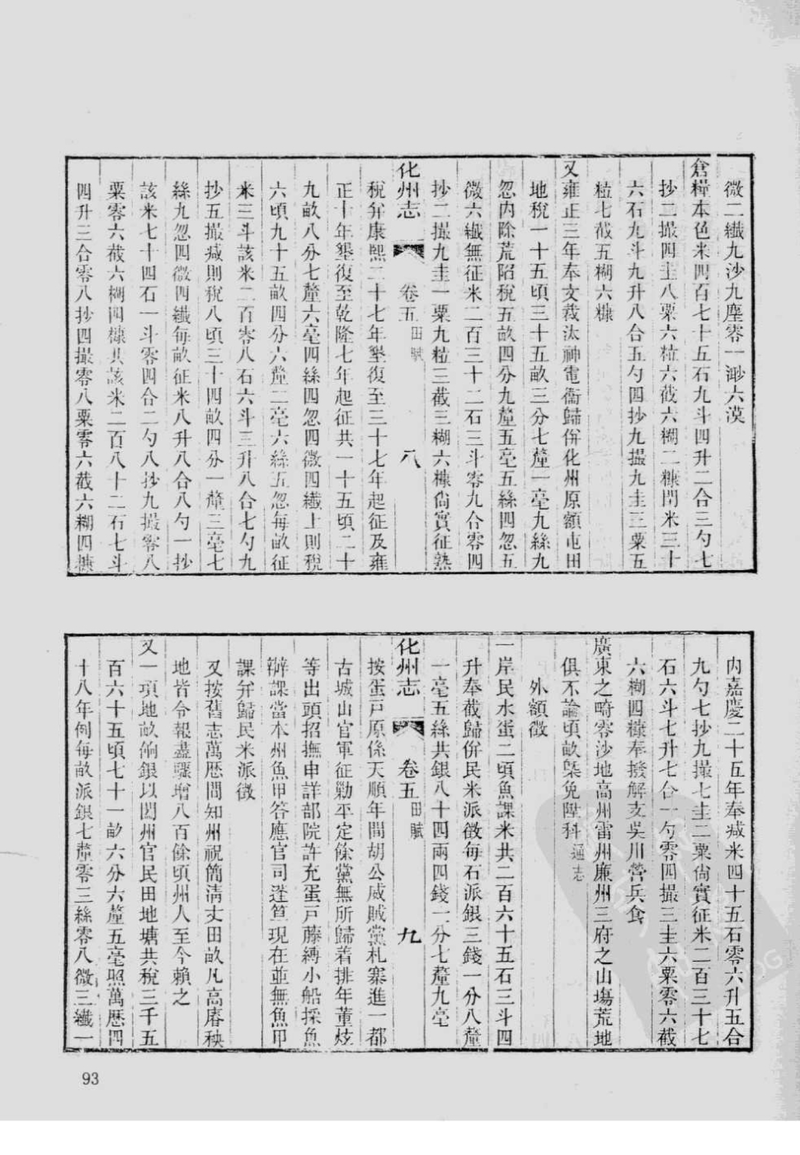 微二纖九沙九塵零一渺六漠
倉糧本色米四百七十五石九斗四升二合三勺七
抄二撮四圭八粟六粒六截六糊二糠閏米三十
六石九斗九升八合五勺四抄九撮九圭三粟五
粒七截五糊六糠
又雍正三年奉文裁汰神電衛歸併化州原額屯田
地稅一十五頃三十五畝三分七釐一毫九絲九
忽內除荒陷稅五畝四分九釐五毫五絲四忽五
微六纖無征米二百三十二石三斗零九合零四
抄二撮九圭一粟九粒三截三糊六糠尚實征熟
化州志 卷五 田賦 八
稅并康熙二十七年墾復至三十七年起征及雍
正十年墾復至乾隆七年起征共一十五頃二十
九畝八分七釐六毫四絲四忽四微四纖上則稅
六頃九十五畝四分六釐二毫六絲五忽每畝征
米三斗該米二百零八石六斗三升八合七勺九
抄五撮減則稅八頃三十四畝四分一釐三毫七
絲九忽四微四纖每畝征米八升八合八勺一抄
該米七十四石一斗零四合二勺八抄九撮零八
粟零六截六糊四糠共該米二百八十二石七斗
四升三合零八抄四撮零八粟零六截六糊四糠
內嘉慶二十五年奉減米四十五石零六升五合
九勺七抄九撮七圭二粟尚實征米二百三十七
石六斗七升七合一勺零四撮三圭六粟零六截
六糊四糠奉撥解支吳川營兵食
廣東之畸零沙地高州雷州廉州三府之山塲荒地
俱不論頃畝槩免陞科 通志
外額徵
一岸民水蛋二項魚課米共二百六十五石三斗四
升奉裁歸併民米派徵每石派銀三錢一分八釐
一毫五絲共銀八十四兩四錢一分七釐九毫
化州志 卷五 田賦 九
按蛋戸原係天順年間胡公威賊黨札寨進一都
古城山官軍征勦平定餘黨無所歸着排年董㷂
等出頭招撫申詳部院許充蛋戸藤縛小船採魚
辦課當本州魚甲答應官司迯筤現在並無魚甲
課并歸民米派徵
又按舊志萬歷間知州祝簡淸丈田畝凡高磨秧
地皆令報盡驟增八百餘頃州人至今賴之
又一項地畝餉銀以閤州官民田地塘共稅三千五
百六十五頃七十一畝六分六釐五毫照萬歷四
十八年例每畝派銀七釐零三絲零八微三纖一
93